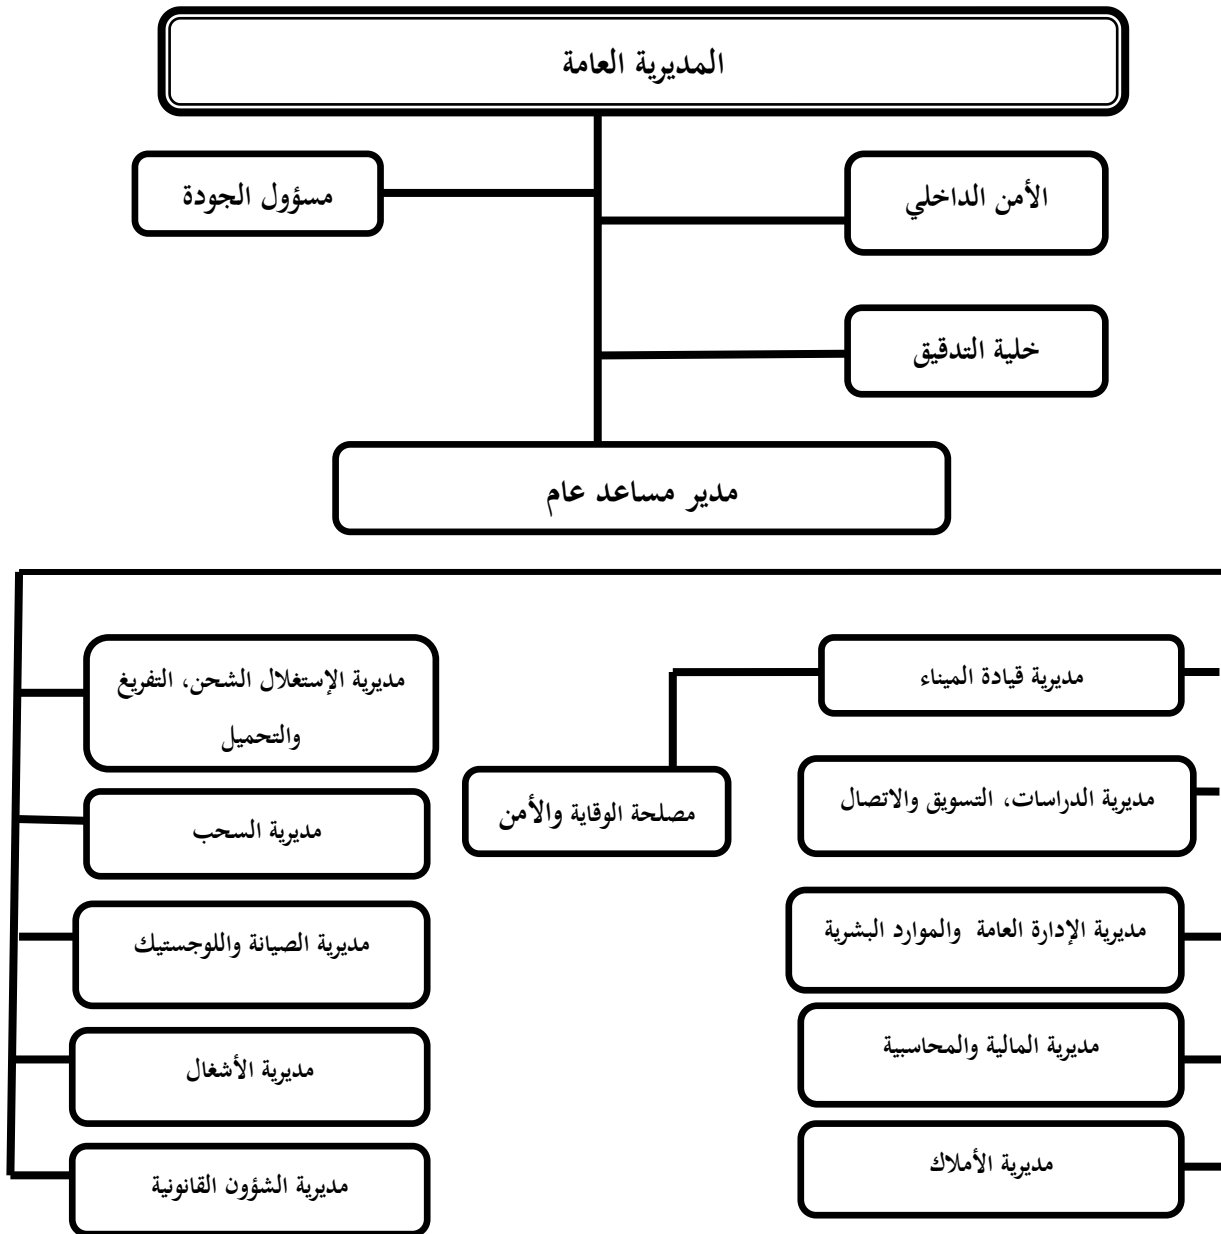 المديرية العامة
الأمن الداخلي
مسؤول الجودة
خلية التدقيق
مدير مساعد عام
مديرية قيادة الميناء
مديرية الإستغلال الشحن، التفريغ
والتحميل
مصلحة الوقاية والأمن
مديرية الدراسات، التسويق والاتصال
مديرية السحب
مديرية الإدارة العامة والموارد البشرية
مديرية الصيانة واللوجستيك
مديرية المالية والمحاسبية
مديرية الأشغال
مديرية الأملاك
مديرية الشؤون القانونية